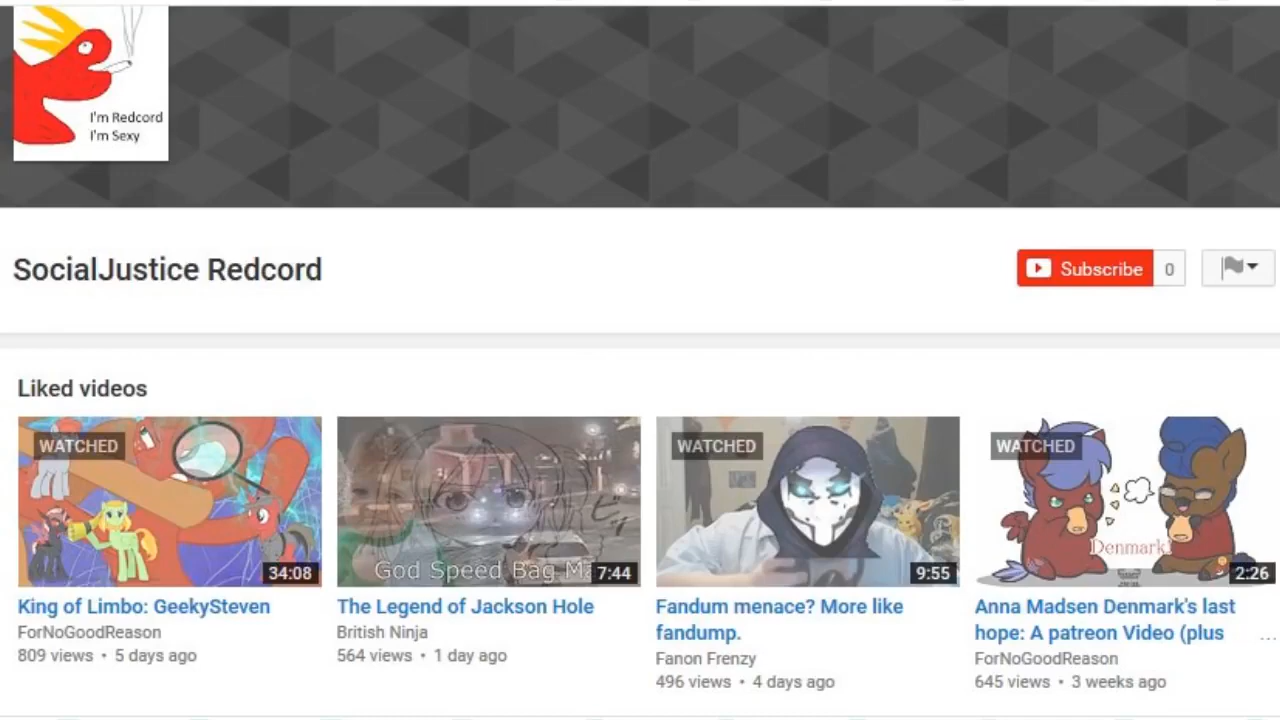 I'm Redcord
I'm Sexy
SocialJustice Redcord
Subscribe 0
Liked videos
WATCHED
34:08
God Speed Bag Ma
7:44
WATCHED
9:55
WATCHED
Denmark
2:26
King of Limbo: GeekySteven
ForNoGoodReason
809 views • 5 days ago
The Legend of Jackson Hole
British Ninja
564 views • 1 day ago
Fandum menace? More like
fandump.
Fanon Frenzy
496 views • 4 days ago
Anna Madsen Denmark's last
hope: A patreon Video (plus ...
ForNoGoodReason
645 views • 3 weeks ago